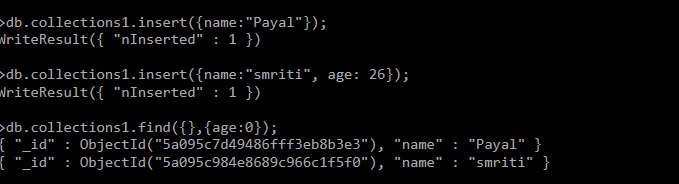 >db.collections1.insert({name:"Payal"});
WriteResult({ "nInserted" : 1 })
>db.collections1.insert({name:"smriti", age: 26});
WriteResult({ "nInserted" : 1 })
>db.collections1.find({},{age:0});
{ "_id" : ObjectId("5a095c7d49486fff3eb8b3e3"), "name" : "Payal" }
{ "_id" : ObjectId("5a095c984e8689c966c1f5f0"), "name" : "smriti" }